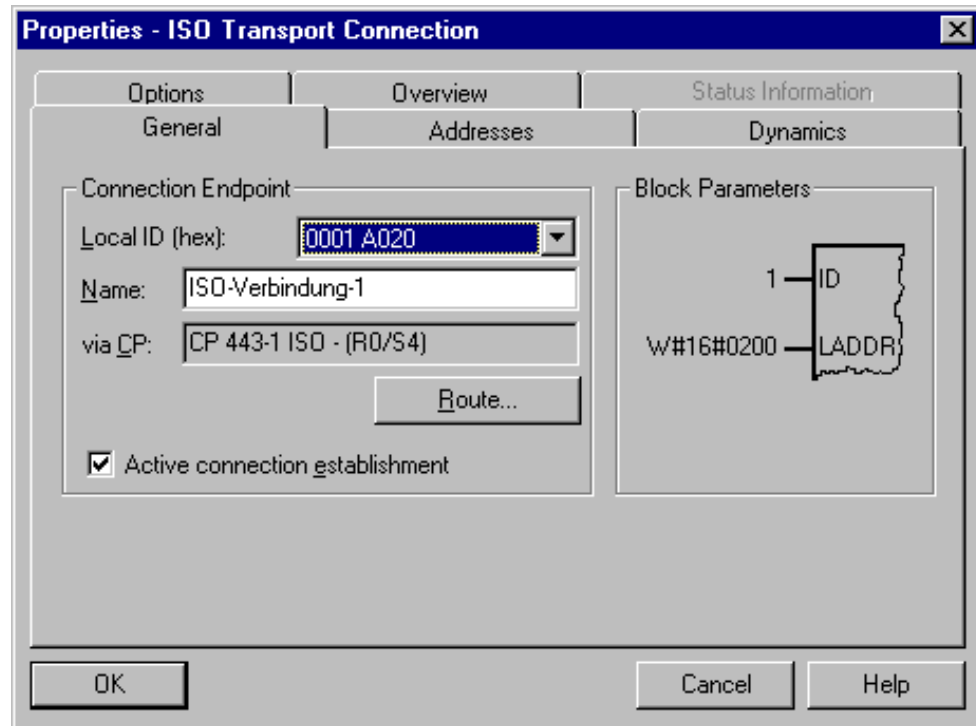 Properties - ISO Transport Connection
Options Overview Status Information
General Addresses Dynamics
Connection Endpoint
Local ID (hex): 0001 A020
Name: ISO-Verbindung-1
via CP: CP 443-1 ISO - (R0/S4)
Route...
Active connection establishment
Block Parameters
1 ID
W#16#0200 LADDR
OK Cancel Help